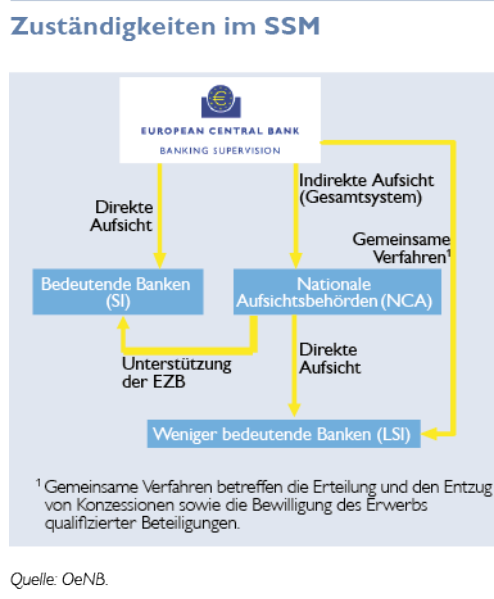 Zuständigkeiten im SSM
EUROPEAN CENTRAL BANK
BANKING SUPERVISION
Direkte
Aufsicht
Indirekte Aufsicht
(Gesamtsystem)
Gemeinsame
Verfahren¹
Bedeutende Banken
(SI)
Nationale
Aufsichtsbehörden (NCA)
Unterstützung
der EZB
Direkte
Aufsicht
Weniger bedeutende Banken (LSI)
¹ Gemeinsame Verfahren betreffen die Erteilung und den Entzug
von Konzessionen sowie die Bewilligung des Erwerbs
qualifizierter Beteiligungen.
Quelle: OeNB.